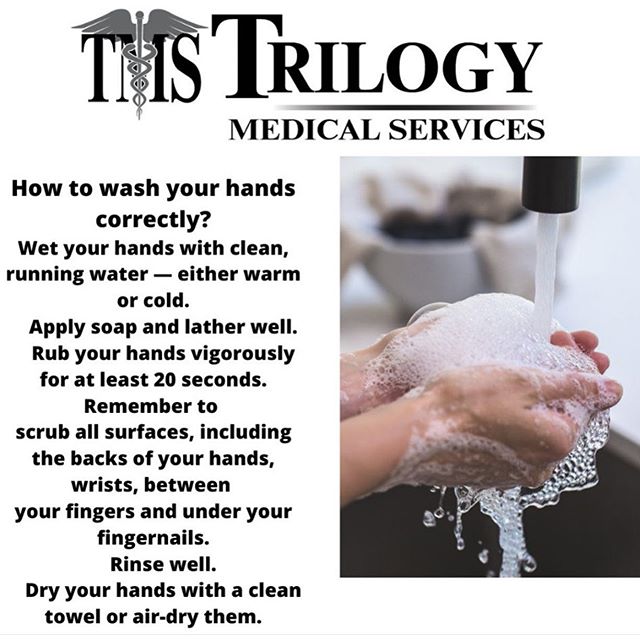 TMS TRILOGY
MEDICAL SERVICES
How to wash your hands
correctly?
Wet your hands with clean,
running water — either warm
or cold.
Apply soap and lather well.
Rub your hands vigorously
for at least 20 seconds.
Remember to
scrub all surfaces, including
the backs of your hands,
wrists, between
your fingers and under your
fingernails.
Rinse well.
Dry your hands with a clean
towel or air-dry them.